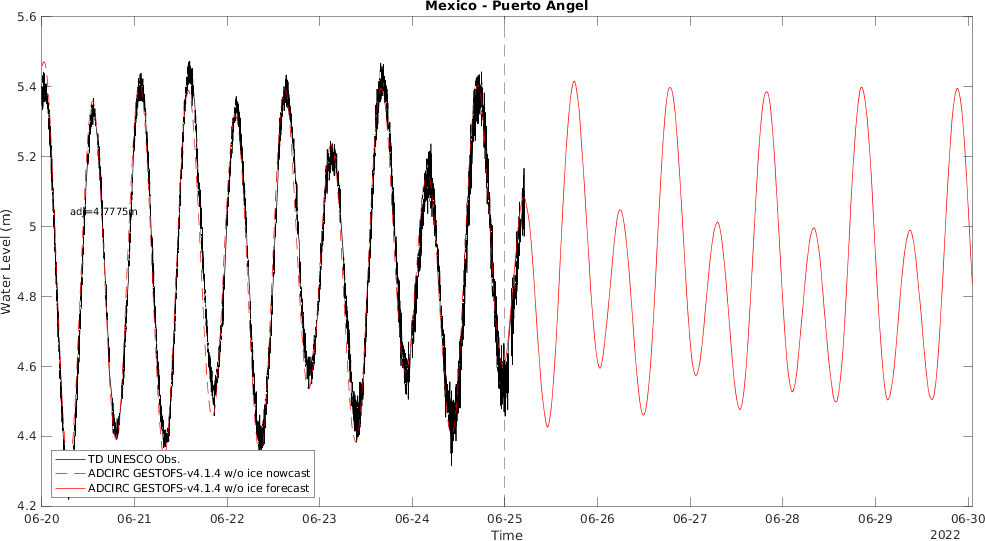 Mexico - Puerto Angel
5.6
5.4
5.2
5
4.8
4.6
4.4
4.2
Water Level (m)
adj=4.7775m
TD UNESCO Obs.
ADCIRC GESTOFS-v4.1.4 w/o ice nowcast
ADCIRC GESTOFS-v4.1.4 w/o ice forecast
06-20 06-21 06-22 06-23 06-24 06-25 06-26 06-27 06-28 06-29 06-30
Time
2022